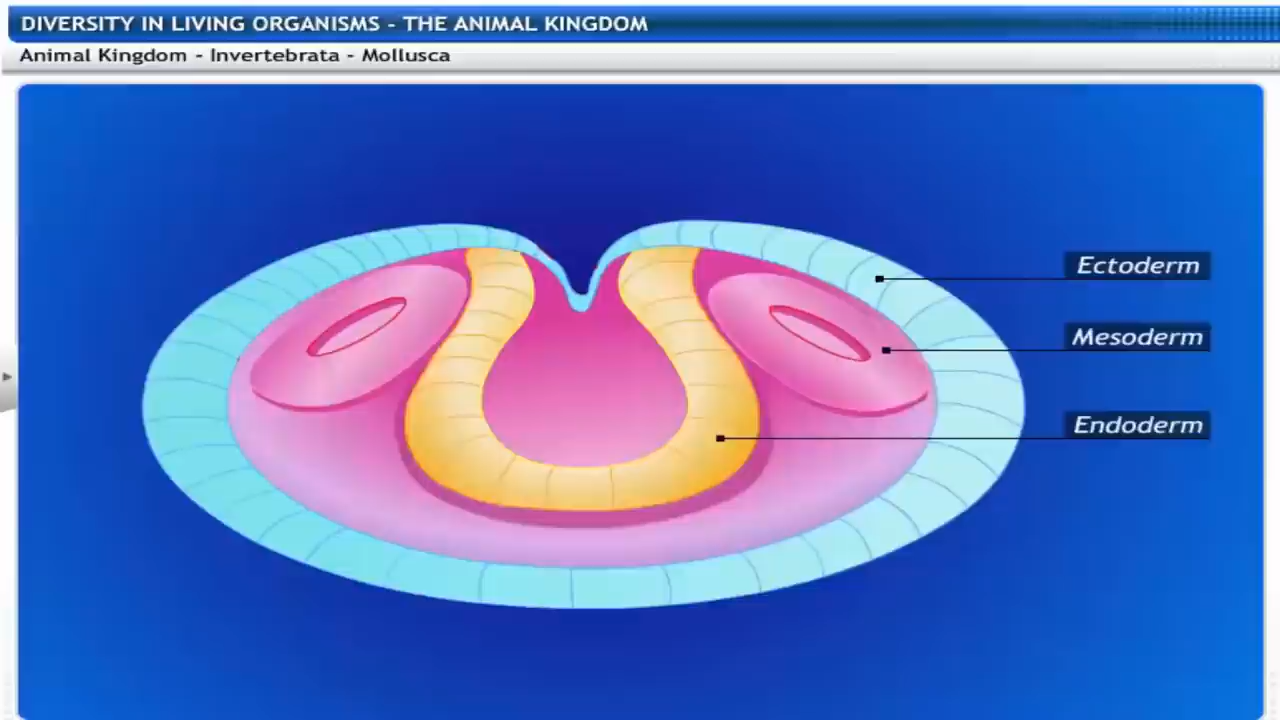 DIVERSITY IN LIVING ORGANISMS - THE ANIMAL KINGDOM
Animal Kingdom - Invertebrata - Mollusca
Ectoderm
Mesoderm
Endoderm